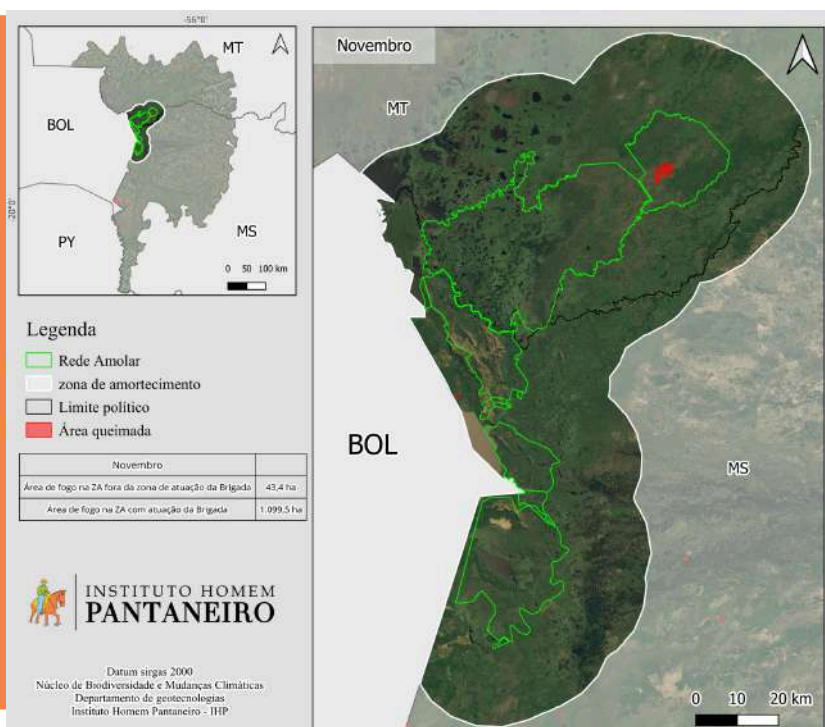 -56°0'
MT
BOL
-20°0'
PY
MS
0 50 100 km
Legenda
Rede Amolar
zona de amortecimento
Limite político
Área queimada
Novembro
Área de fogo na ZA fora da zona de atuação da Brigada 43,4 ha
Área de fogo na ZA com atuação da Brigada 1.099,5 ha
INSTITUTO HOMEM
PANTANEIRO
Datum sirgas 2000
Núcleo de Biodiversidade e Mudanças Climáticas
Departamento de geotecnologias
Instituto Homem Pantaneiro - IHP
Novembro
MT
BOL
MS
0 10 20 km